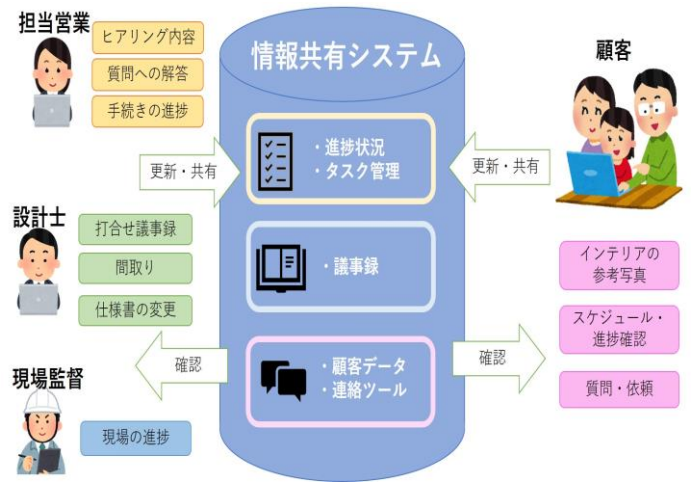 担当営業
ヒアリング内容
質問への解答
手続きの進捗
更新・共有
設計士
打合せ議事録
間取り
仕様書の変更
確認
現場監督
現場の進捗
情報共有システム
・進捗状況
・タスク管理
・議事録
・顧客データ
・連絡ツール
顧客
更新・共有
インテリアの
参考写真
スケジュール・
進捗確認
確認
質問・依頼